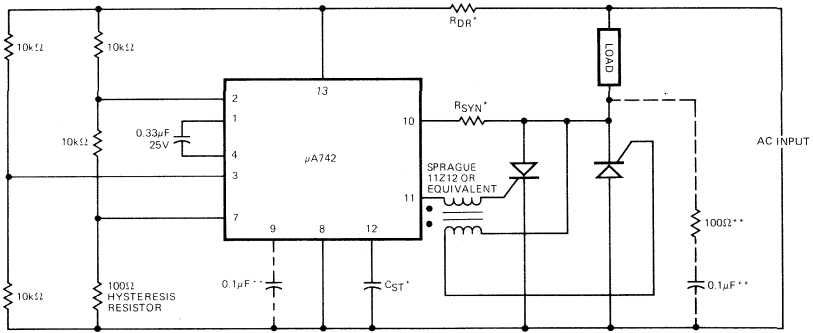 R_DR*
10kΩ
10kΩ
LOAD
13
2
1
10
R_SYN*
0.33µF
25V
10kΩ
4
µA742
AC INPUT
3
SPRAGUE
11Z12 OR
EQUIVALENT
11
7
9
8
12
100Ω**
10kΩ
100Ω
HYSTERESIS
RESISTOR
0.1µF**
C_ST*
0.1µF**